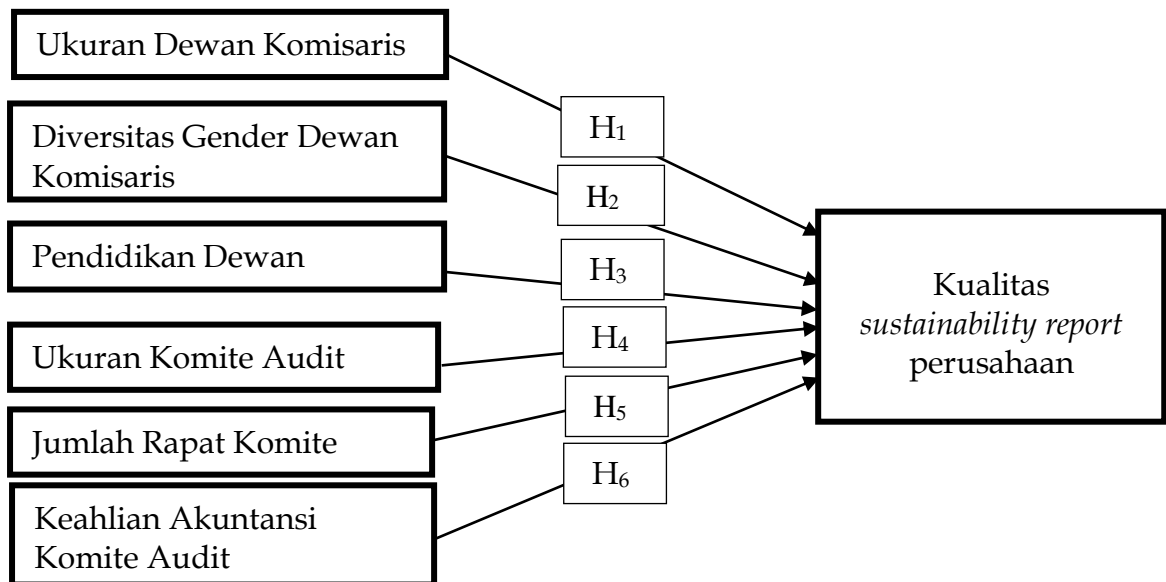 Ukuran Dewan Komisaris
H₁
Diversitas Gender Dewan
Komisaris
H₂
Pendidikan Dewan
H₃
Ukuran Komite Audit
H₄
Jumlah Rapat Komite
H₅
Keahlian Akuntansi
Komite Audit
H₆
Kualitas
sustainability report
perusahaan